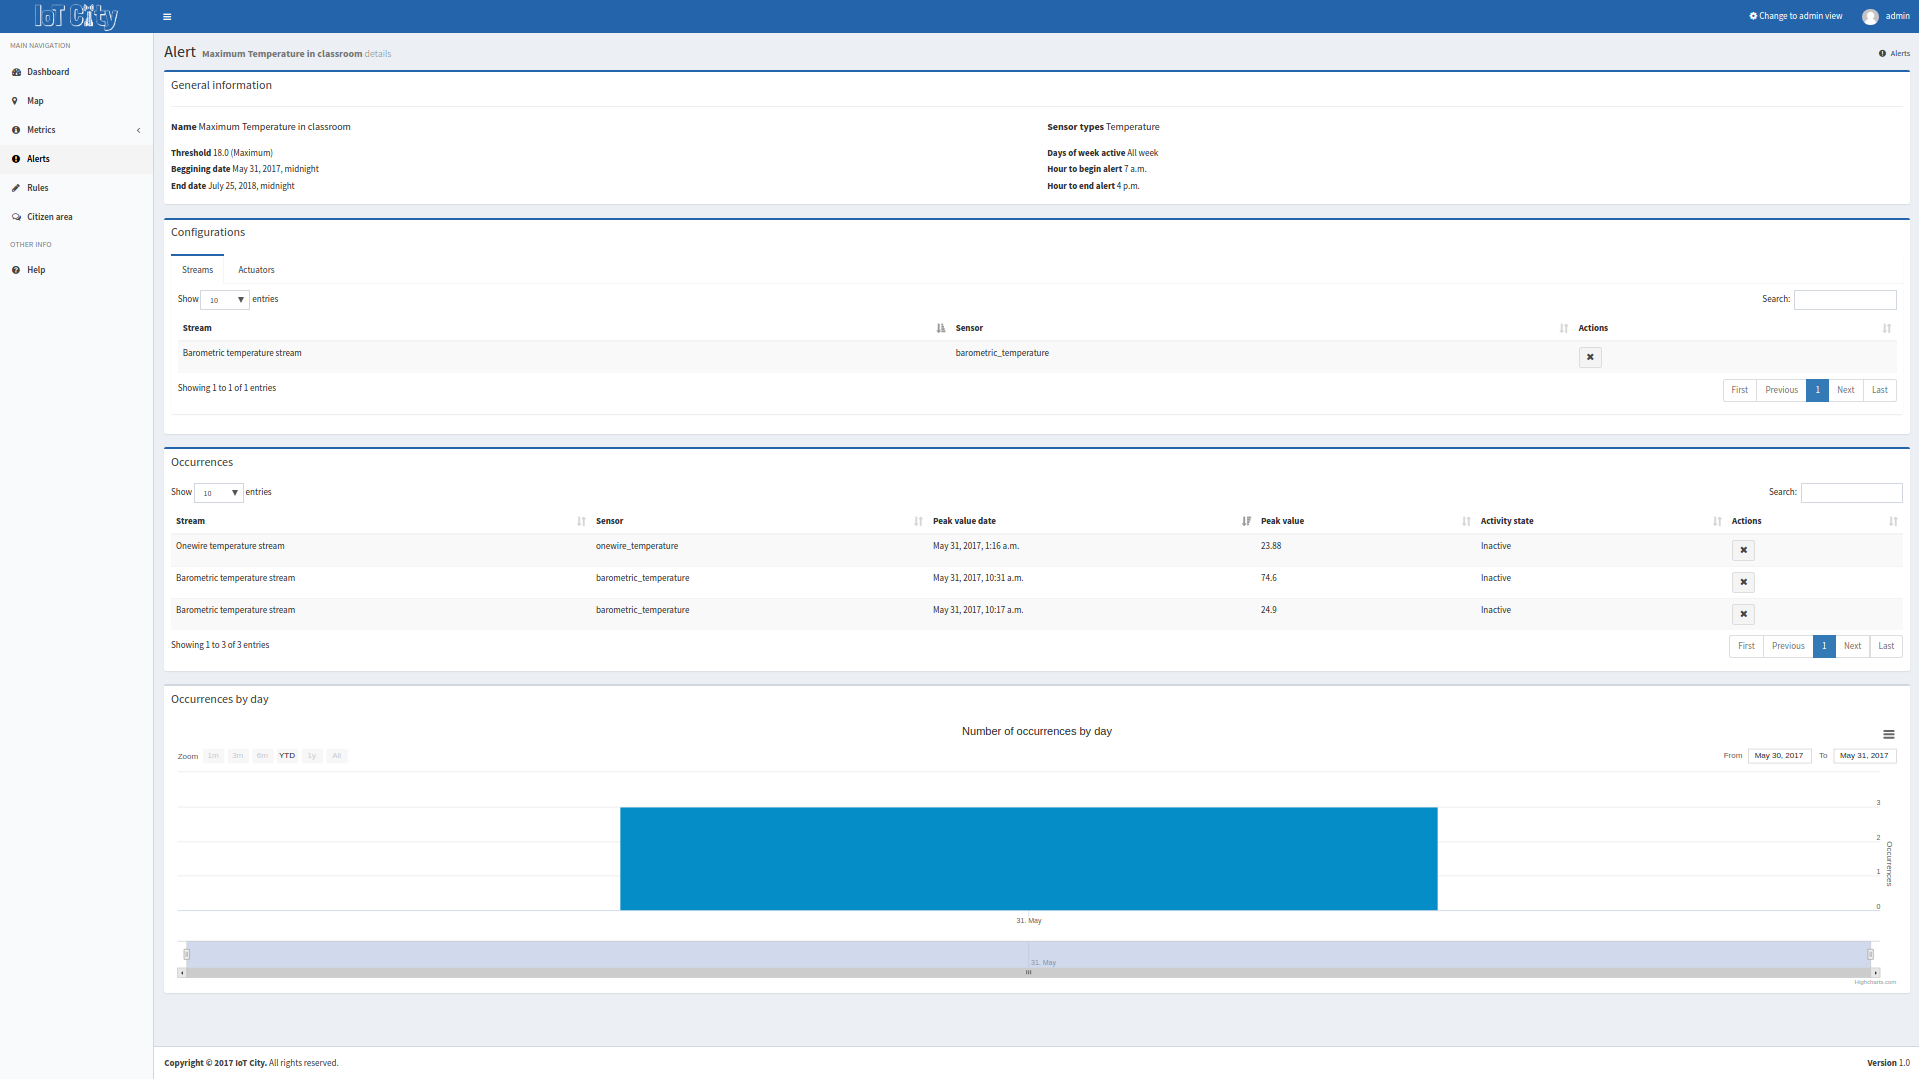 IoT City
Change to admin view
admin
MAIN NAVIGATION
Dashboard
Map
Metrics
Alerts
Rules
Citizen area
OTHER INFO
Help
Alert Maximum Temperature in classroom details
Alerts
General information
Name Maximum Temperature in classroom
Sensor types Temperature
Threshold 18.0 (Maximum)
Days of week active All week
Beggining date May 31, 2017, midnight
Hour to begin alert 7 a.m.
End date July 25, 2018, midnight
Hour to end alert 4 p.m.
Configurations
Streams Actuators
Show 10 entries
Search:
Stream Sensor Actions
Barometric temperature stream barometric_temperature
Showing 1 to 1 of 1 entries
First Previous 1 Next Last
Occurrences
Show 10 entries
Search:
Stream Sensor Peak value date Peak value Activity state Actions
Onewire temperature stream onewire_temperature May 31, 2017, 1:16 a.m. 23.88 Inactive
Barometric temperature stream barometric_temperature May 31, 2017, 10:31 a.m. 74.6 Inactive
Barometric temperature stream barometric_temperature May 31, 2017, 10:17 a.m. 24.9 Inactive
Showing 1 to 3 of 3 entries
First Previous 1 Next Last
Occurrences by day
Number of occurrences by day
Zoom 1m 3m 6m YTD 1y All
From May 30, 2017 To May 31, 2017
3
2
1
0
Occurrences
31. May
31. May
Highcharts.com
Copyright © 2017 IoT City. All rights reserved.
Version 1.0